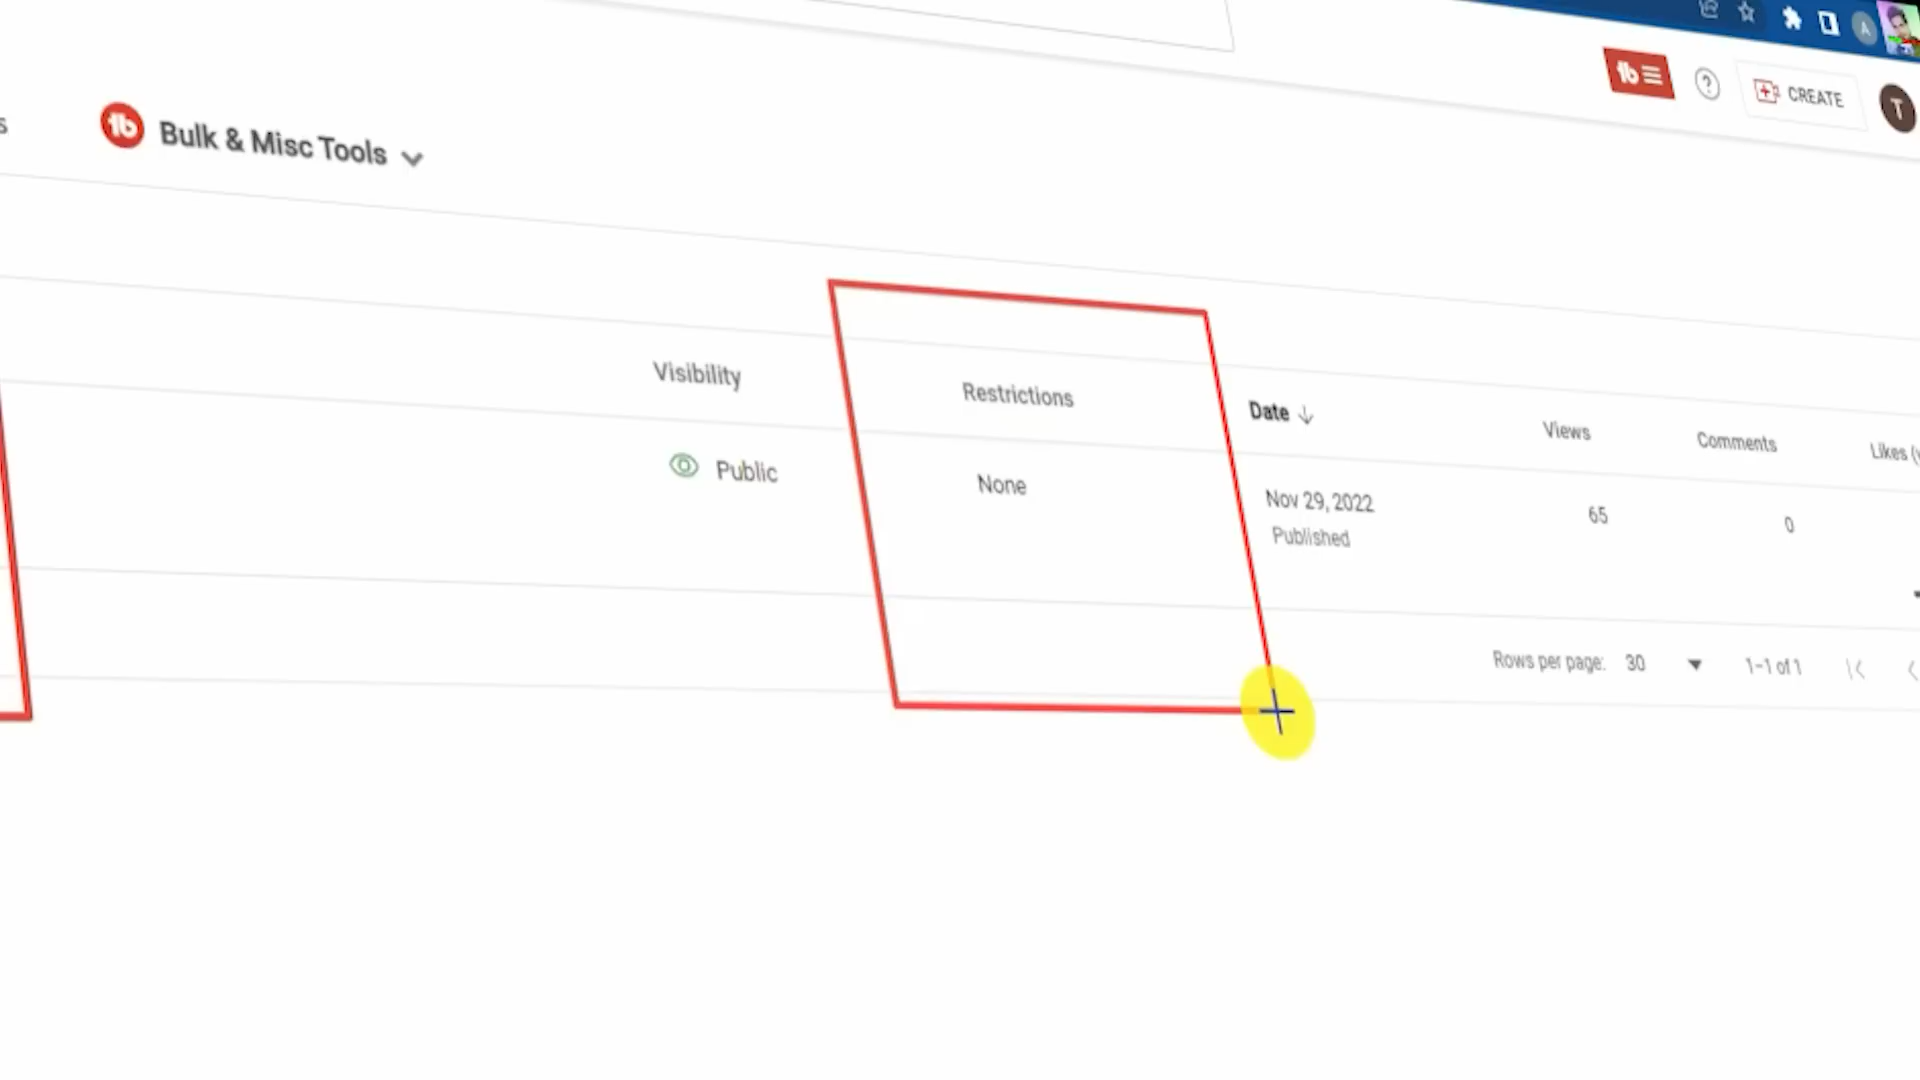 CREATE
T
A
s
Bulk & Misc Tools
Visibility
Restrictions
Date
Views
Comments
Likes (
Public
None
Nov 29, 2022
Published
65
0
Rows per page: 30
1-1 of 1